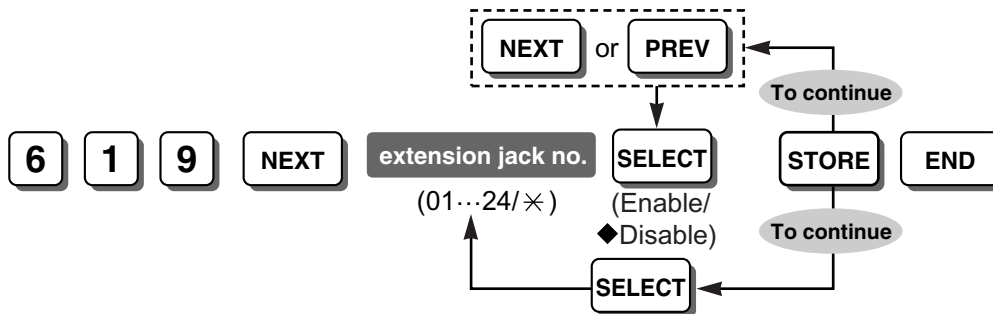 NEXT or PREV
To continue
6 1 9 NEXT extension jack no. SELECT STORE END
(01···24/✳) (Enable/
◆Disable)
To continue
SELECT